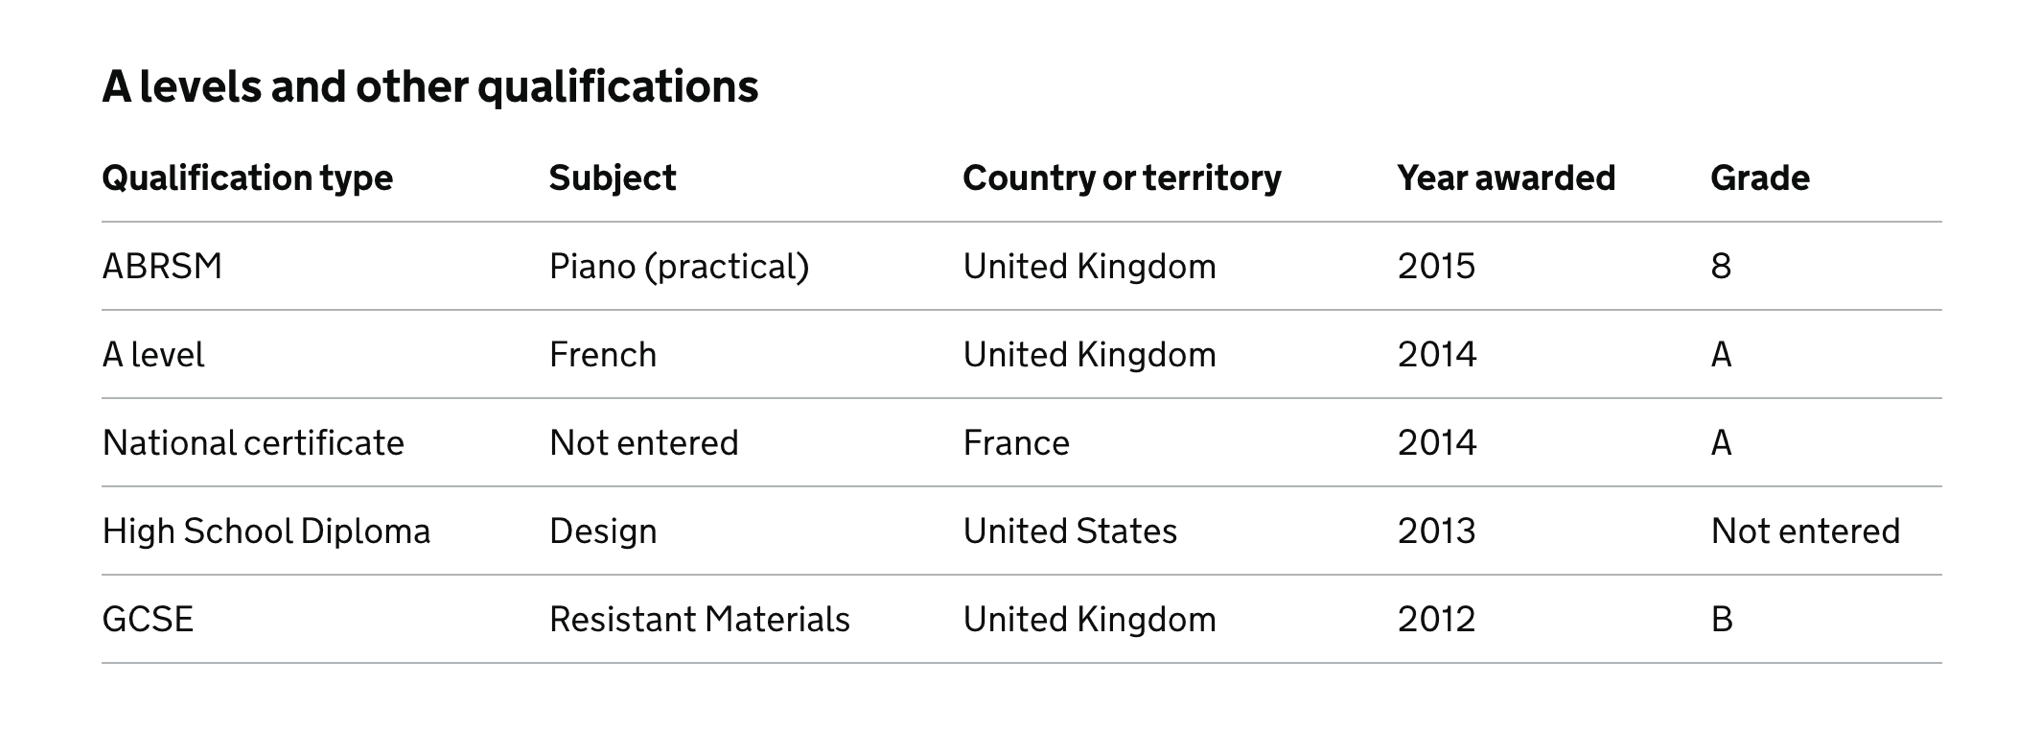 A levels and other qualifications
Qualification type Subject Country or territory Year awarded Grade
ABRSM Piano (practical) United Kingdom 2015 8
A level French United Kingdom 2014 A
National certificate Not entered France 2014 A
High School Diploma Design United States 2013 Not entered
GCSE Resistant Materials United Kingdom 2012 B